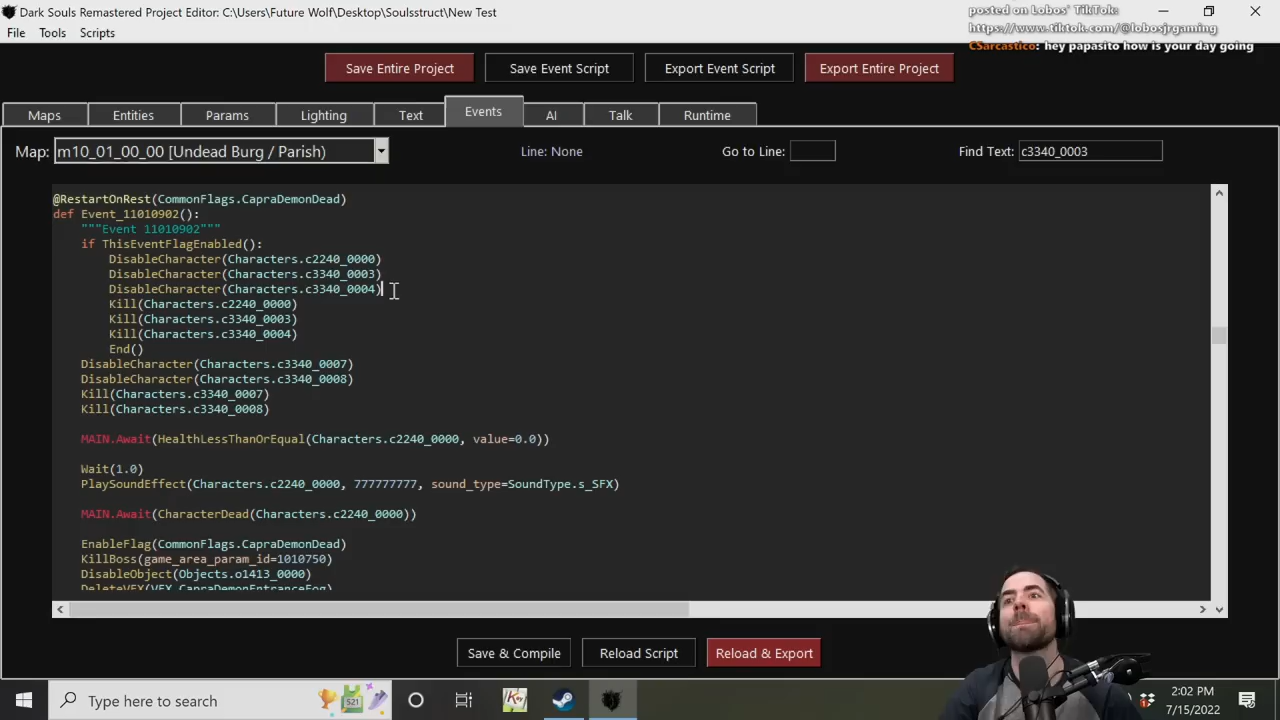 Dark Souls Remastered Project Editor: C:\Users\Future Wolf\Desktop\Soulsstruct\New Test
posted on Lobos' TikTok:
https://www.tiktok.com/@lobosjrgaming
CSarcastico: hey papasito how is your day going
File Tools Scripts
Save Entire Project Save Event Script Export Event Script Export Entire Project
Maps Entities Params Lighting Text Events AI Talk Runtime
Map: m10_01_00_00 [Undead Burg / Parish) Line: None Go to Line: Find Text: c3340_0003
@RestartOnRest(CommonFlags.CapraDemonDead)
def Event_11010902():
"""Event 11010902"""
if ThisEventFlagEnabled():
DisableCharacter(Characters.c2240_0000)
DisableCharacter(Characters.c3340_0003)
DisableCharacter(Characters.c3340_0004)
Kill(Characters.c2240_0000)
Kill(Characters.c3340_0003)
Kill(Characters.c3340_0004)
End()
DisableCharacter(Characters.c3340_0007)
DisableCharacter(Characters.c3340_0008)
Kill(Characters.c3340_0007)
Kill(Characters.c3340_0008)
MAIN.Await(HealthLessThanOrEqual(Characters.c2240_0000, value=0.0))
Wait(1.0)
PlaySoundEffect(Characters.c2240_0000, 777777777, sound_type=SoundType.s_SFX)
MAIN.Await(CharacterDead(Characters.c2240_0000))
EnableFlag(CommonFlags.CapraDemonDead)
KillBoss(game_area_param_id=1010750)
DisableObject(Objects.o1413_0000)
DeleteVFX(VFX.CapraDemonEntranceFog)
Save & Compile Reload Script Reload & Export
Type here to search
521
2:02 PM
7/15/2022